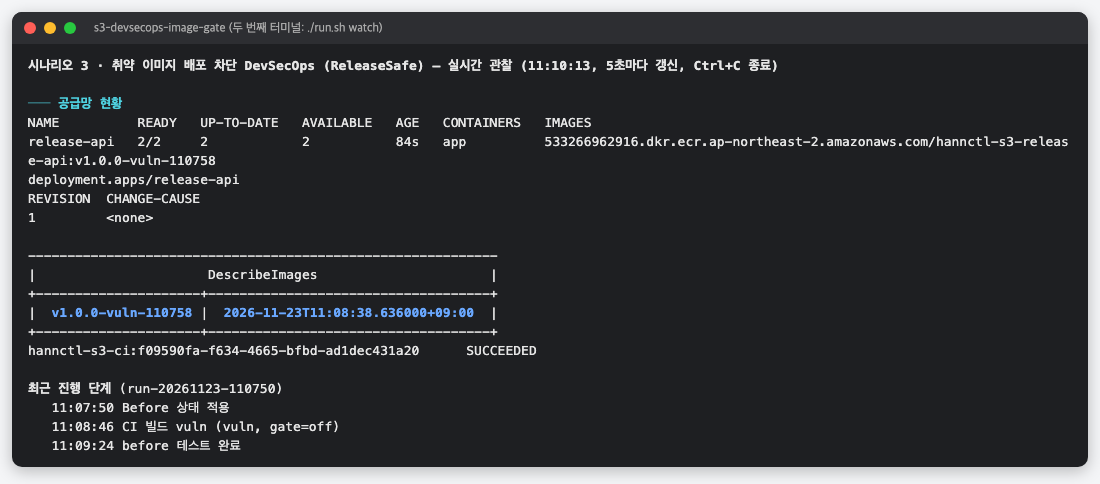 s3-devsecops-image-gate (두 번째 터미널: ./run.sh watch)
시나리오 3 · 취약 이미지 배포 차단 DevSecOps (ReleaseSafe) — 실시간 관찰 (11:10:13, 5초마다 갱신, Ctrl+C 종료)
─── 공급망 현황
NAME READY UP-TO-DATE AVAILABLE AGE CONTAINERS IMAGES
release-api 2/2 2 2 84s app 533266962916.dkr.ecr.ap-northeast-2.amazonaws.com/hannctl-s3-releas
e-api:v1.0.0-vuln-110758
deployment.apps/release-api
REVISION CHANGE-CAUSE
1 <none>
------------------------------------------------------------
| DescribeImages |
+----------------------+-------------------------------------+
| v1.0.0-vuln-110758 | 2026-11-23T11:08:38.636000+09:00 |
+----------------------+-------------------------------------+
hannctl-s3-ci:f09590fa-f634-4665-bfbd-ad1dec431a20 SUCCEEDED
최근 진행 단계 (run-20261123-110750)
11:07:50 Before 상태 적용
11:08:46 CI 빌드 vuln (vuln, gate=off)
11:09:24 before 테스트 완료